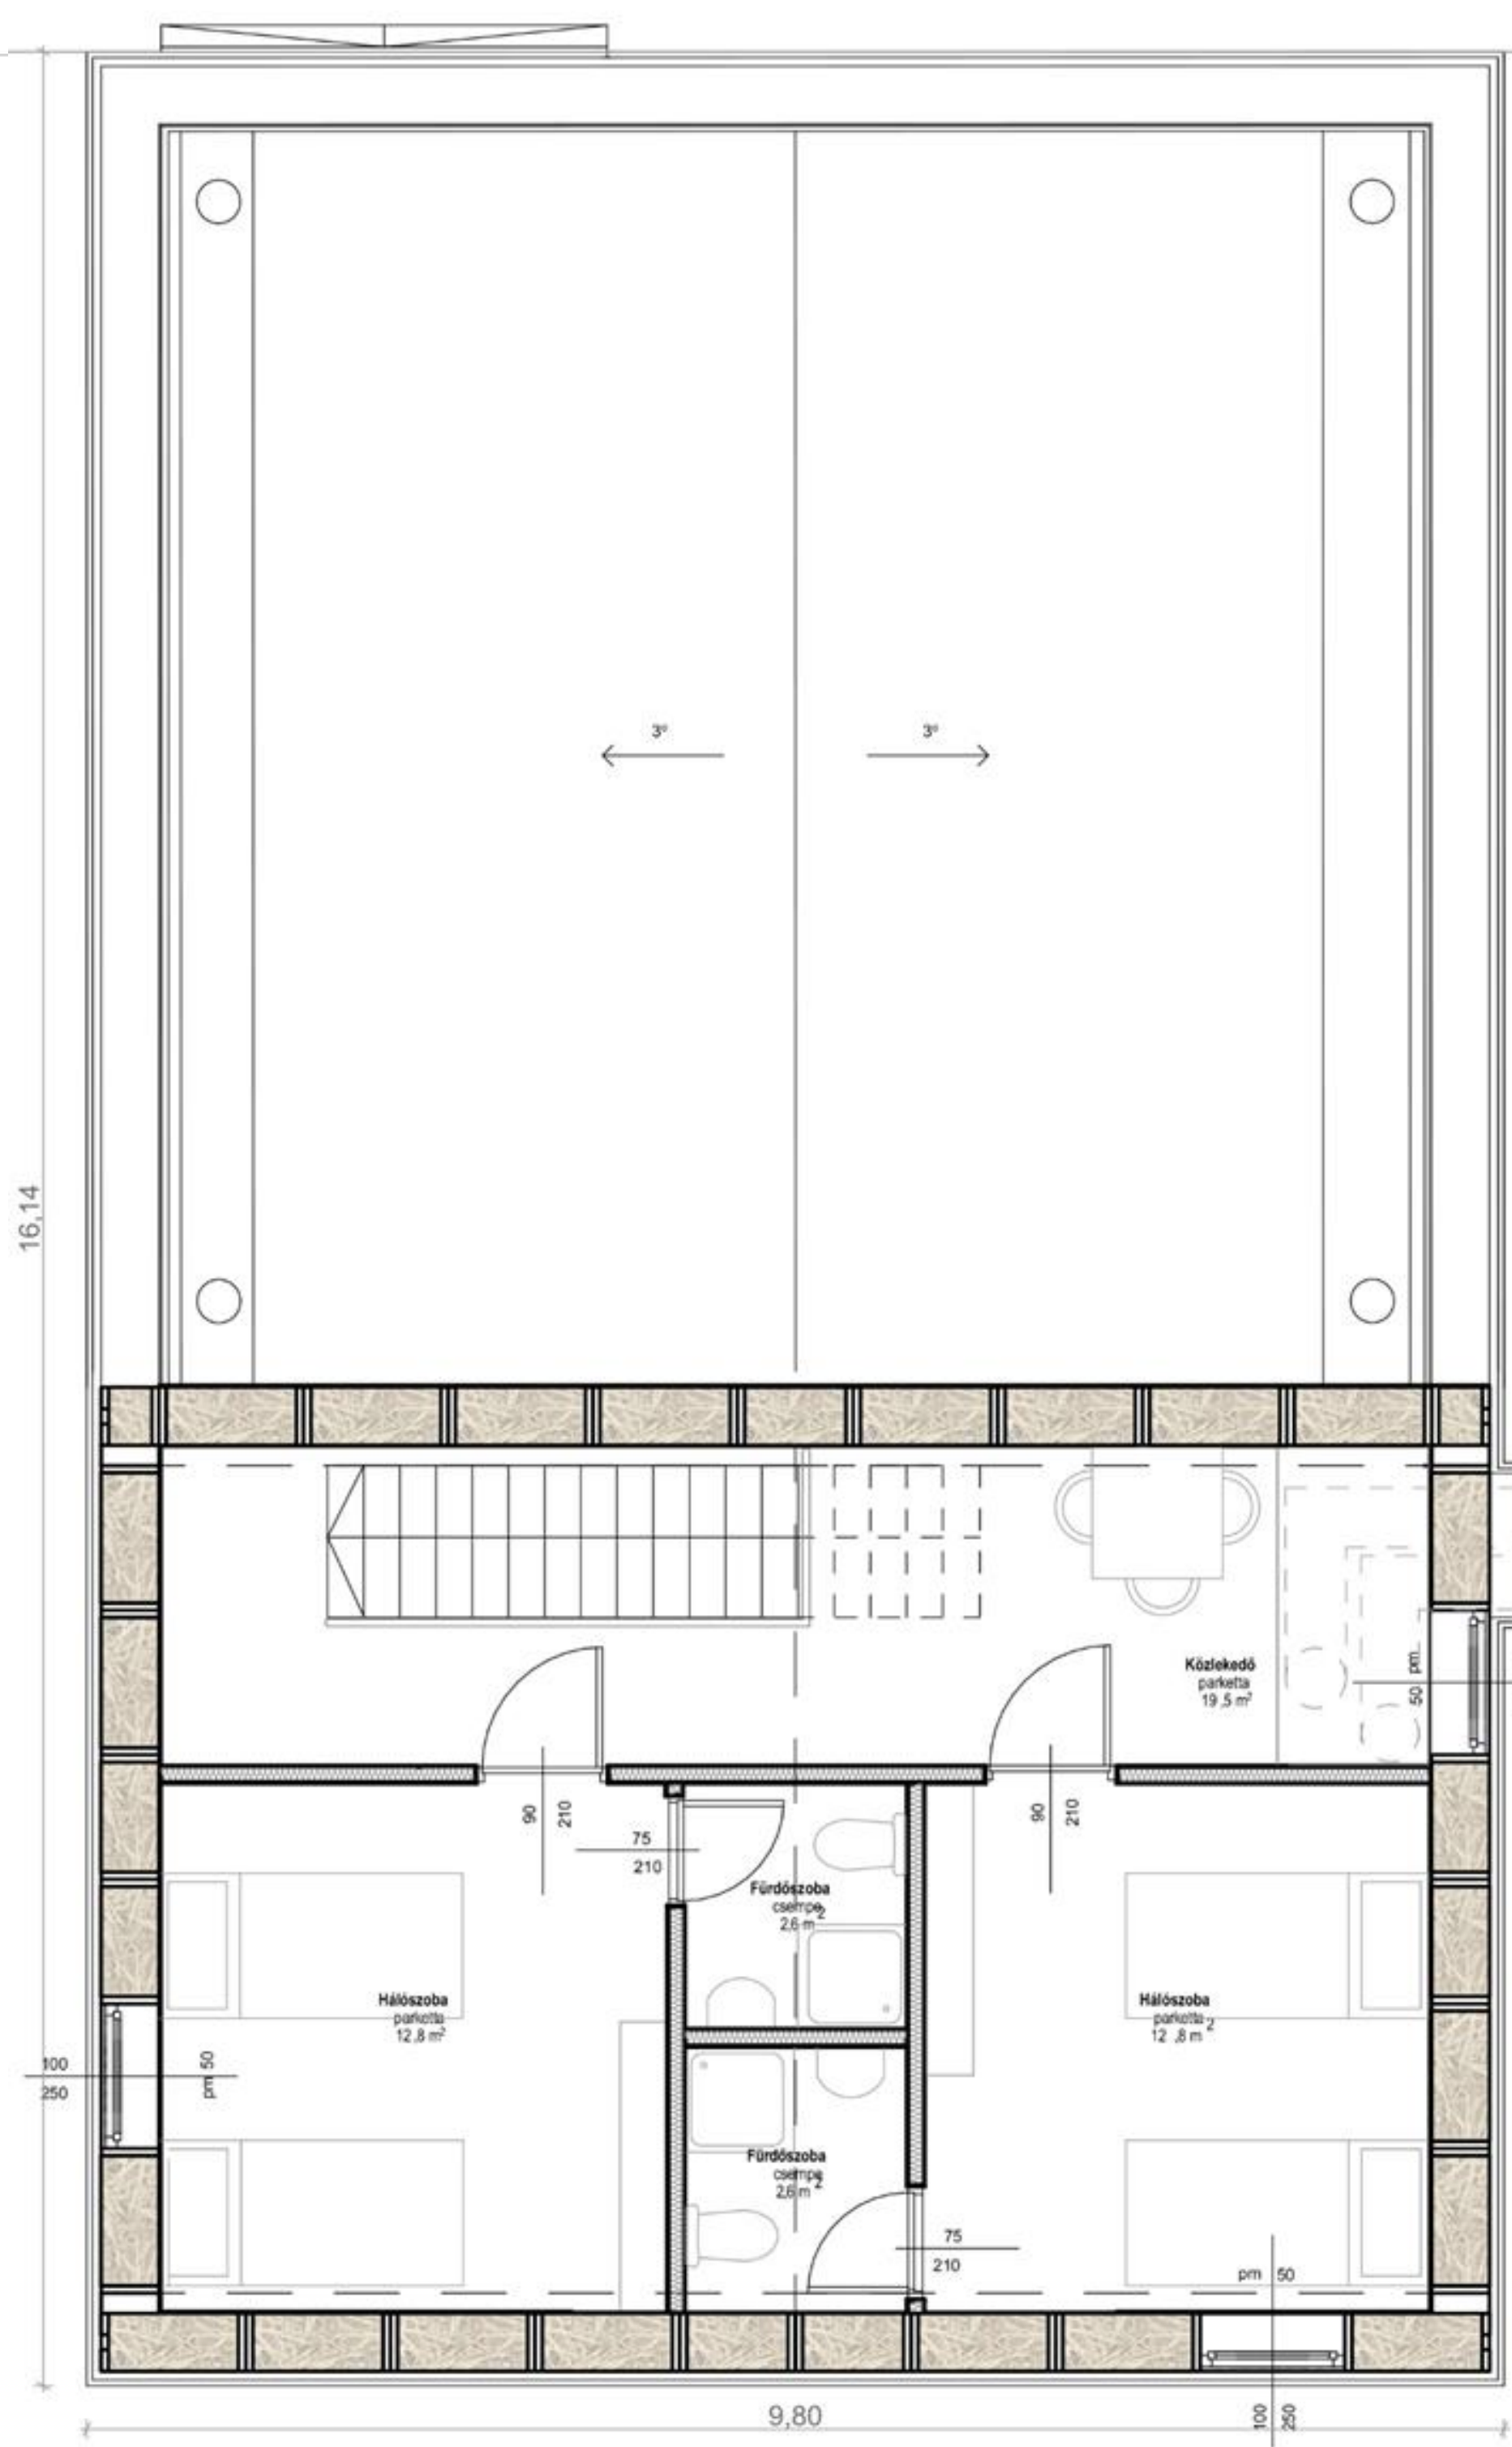 3°
3°
16,14
Közlekedő
parketta
19,5 m²
50 pm
90
210
90
210
75
210
Fürdőszoba
csempe
2,6 m²
Hálószoba
parketta
12,8 m²
Hálószoba
parketta
12,8 m²
100
250
pm 50
Fürdőszoba
csempe
2,6 m²
75
210
pm 50
9,80
100
250